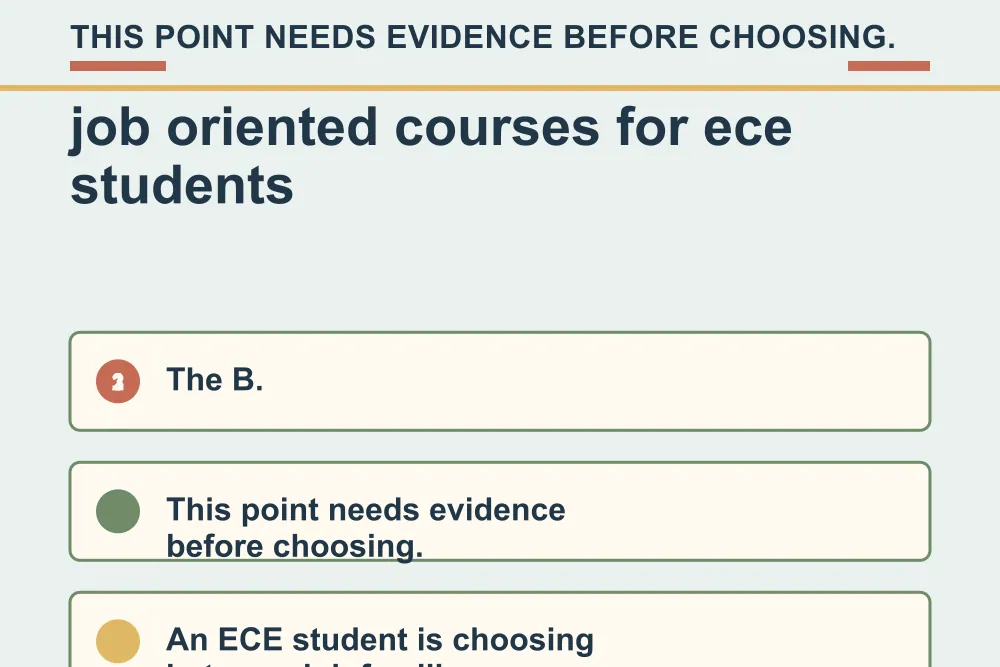 THIS POINT NEEDS EVIDENCE BEFORE CHOOSING.
job oriented courses for ece
students
The B.
This point needs evidence
before choosing.
An ECE student is choosing